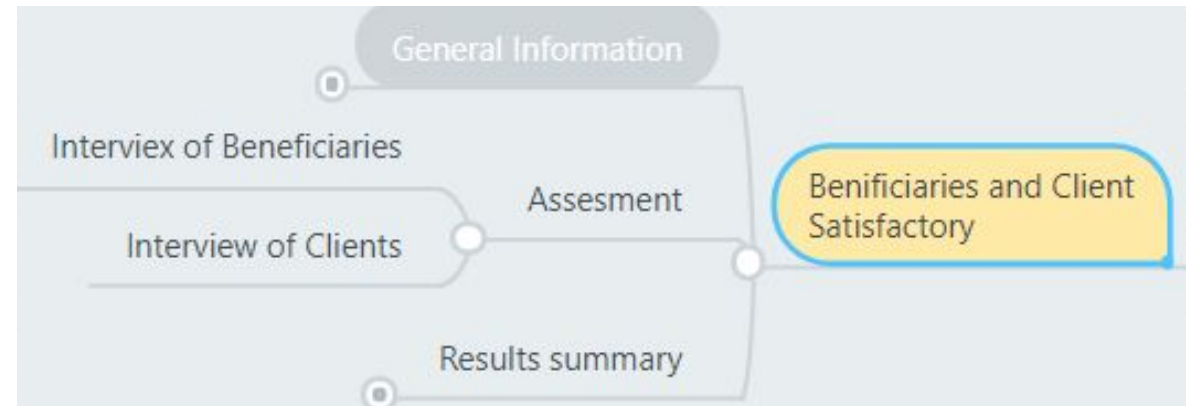 General Information
Interviex of Beneficiaries
Assesment
Benificiaries and Client
Satisfactory
Interview of Clients
Results summary